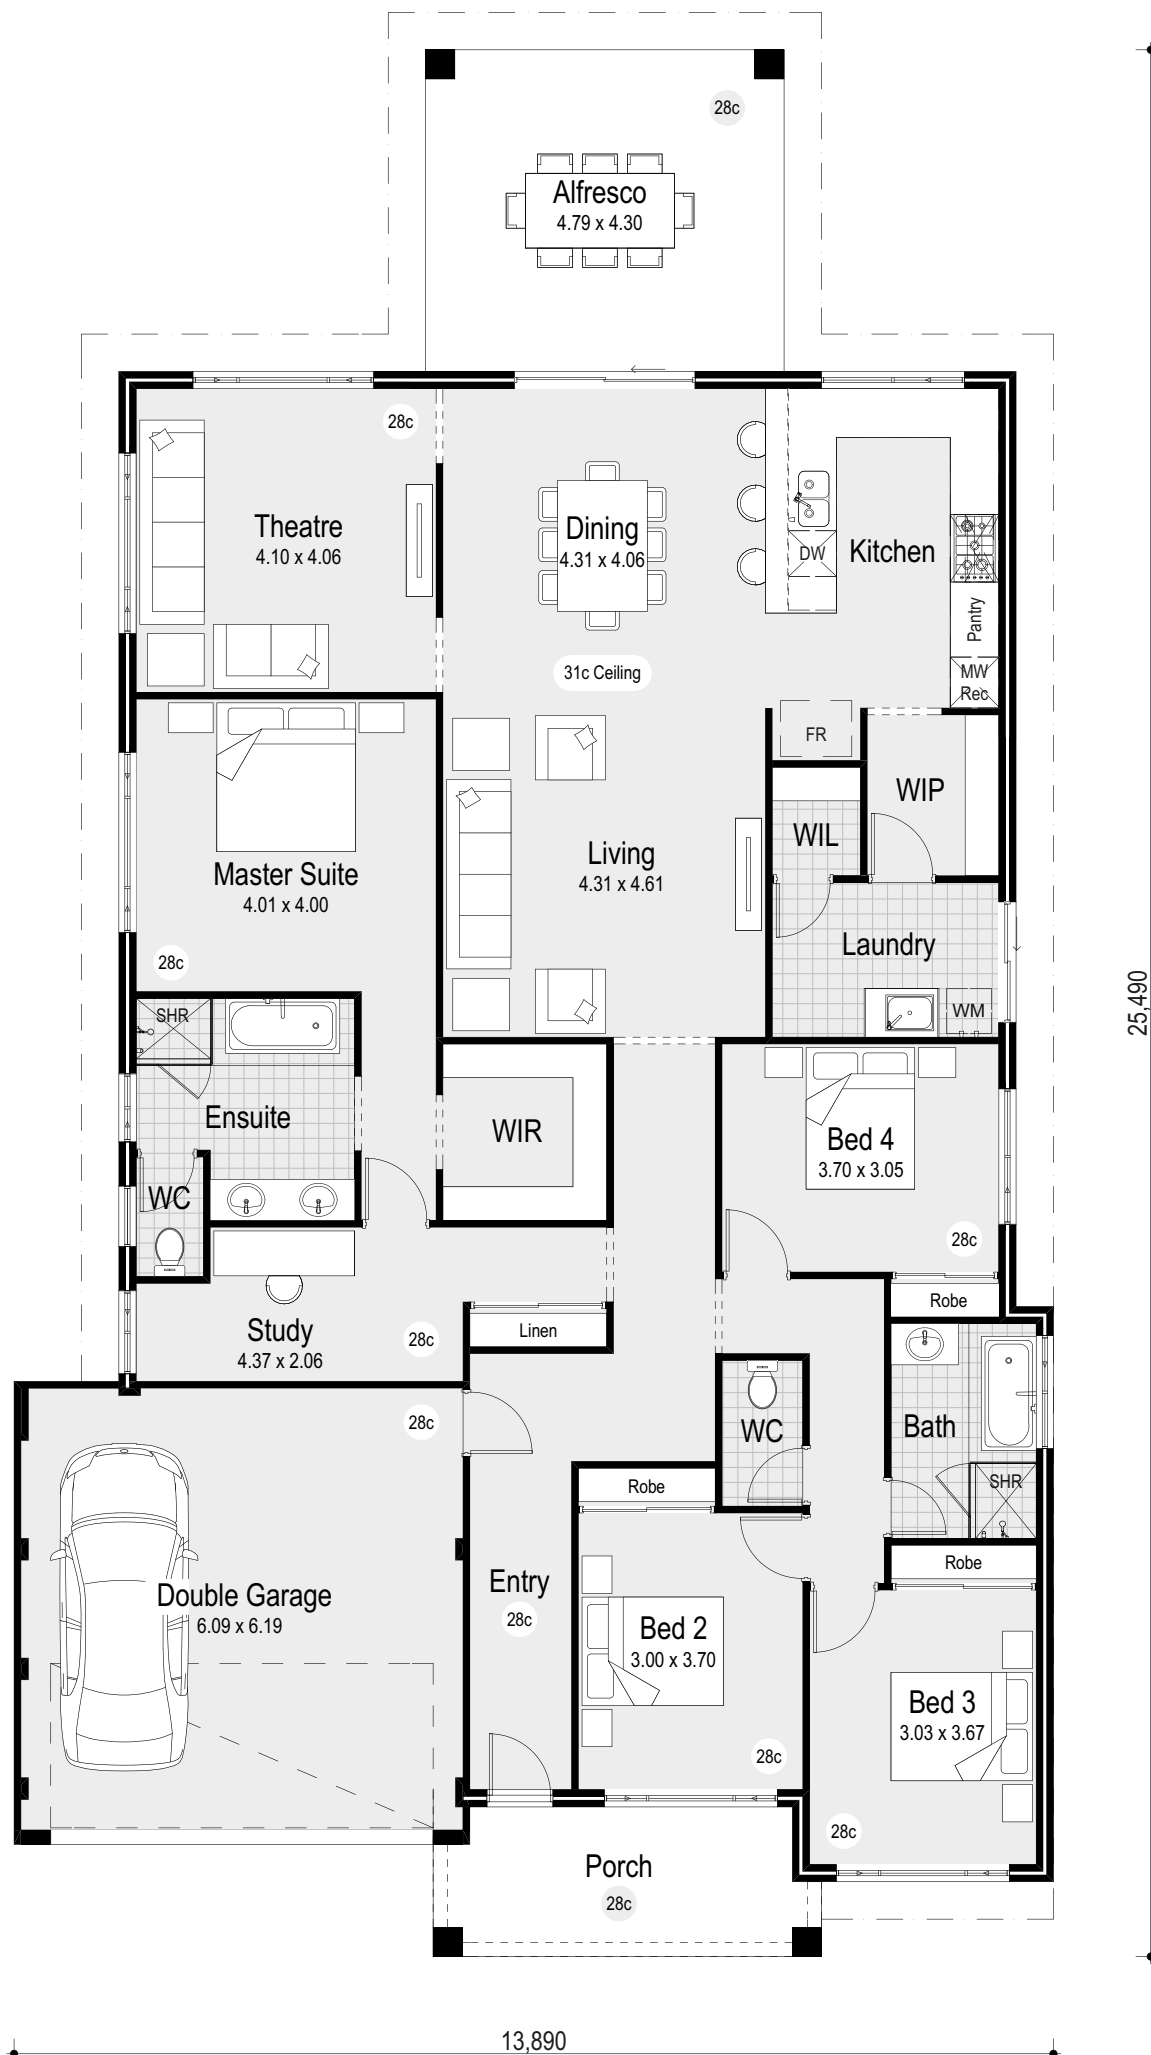 28c
Alfresco
4.79 x 4.30
28c
Theatre
4.10 x 4.06
Dining
4.31 x 4.06
DW
Kitchen
Pantry
MW
Rec
31c Ceiling
FR
WIP
WIL
Living
4.31 x 4.61
Master Suite
4.01 x 4.00
28c
Laundry
WM
25,490
SHR
Ensuite
WIR
WC
Bed 4
3.70 x 3.05
28c
Robe
Linen
Study
4.37 x 2.06
28c
28c
WC
Bath
SHR
Robe
Robe
Double Garage
6.09 x 6.19
Entry
28c
Bed 2
3.00 x 3.70
28c
Bed 3
3.03 x 3.67
28c
Porch
28c
13,890